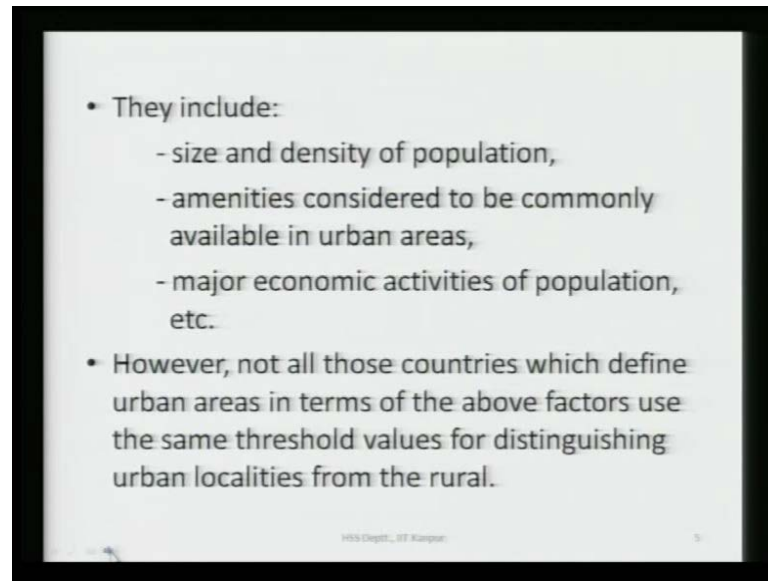 • They include:
- size and density of population,
- amenities considered to be commonly
available in urban areas,
- major economic activities of population,
etc.
• However, not all those countries which define
urban areas in terms of the above factors use
the same threshold values for distinguishing
urban localities from the rural.
HSS Deptt., IIT Kanpur
5